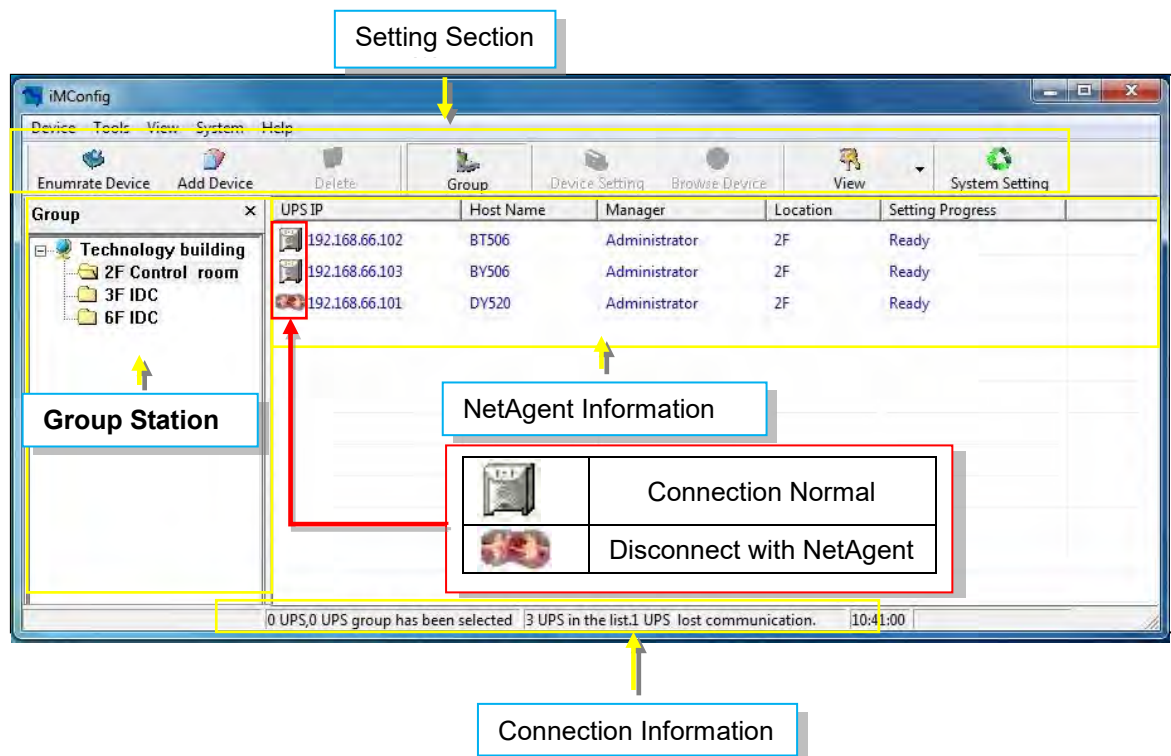 Setting Section
iMConfig
Device Tools View System Help
Enumrate Device Add Device Delete Group Device Setting Browse Device View System Setting
Group ×
Technology building
2F Control room
3F IDC
6F IDC
UPS IP Host Name Manager Location Setting Progress
192.168.66.102 BT506 Administrator 2F Ready
192.168.66.103 BY506 Administrator 2F Ready
192.168.66.101 DY520 Administrator 2F Ready
Group Station
NetAgent Information
Connection Normal
Disconnect with NetAgent
0 UPS,0 UPS group has been selected 3 UPS in the list.1 UPS lost communication. 10:41:00
Connection Information